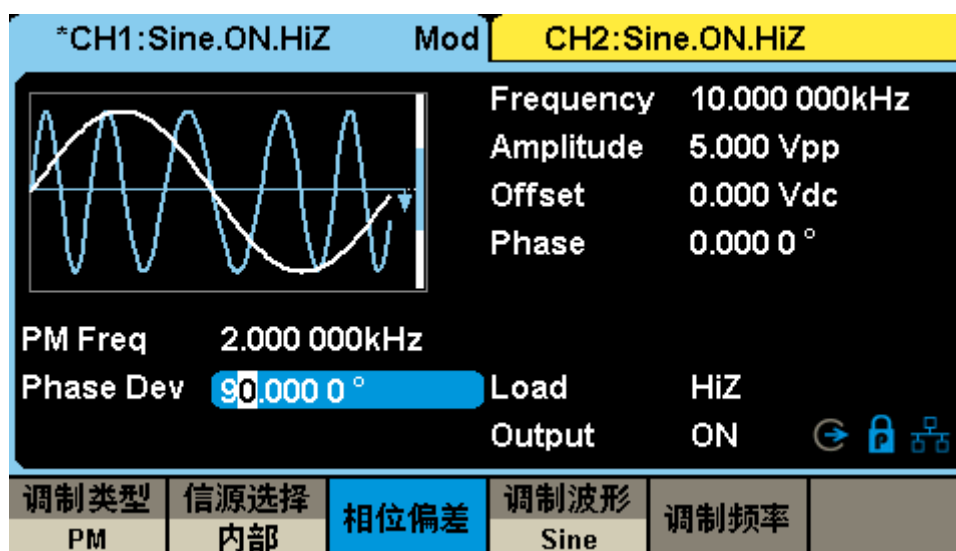 *CH1:Sine.ON.HiZ Mod CH2:Sine.ON.HiZ
Frequency 10.000 000kHz
Amplitude 5.000 Vpp
Offset 0.000 Vdc
Phase 0.000 0 °
PM Freq 2.000 000kHz
Phase Dev 90.000 0 ° Load HiZ
Output ON
调制类型 信源选择 相位偏差 调制波形 调制频率
PM 内部 Sine